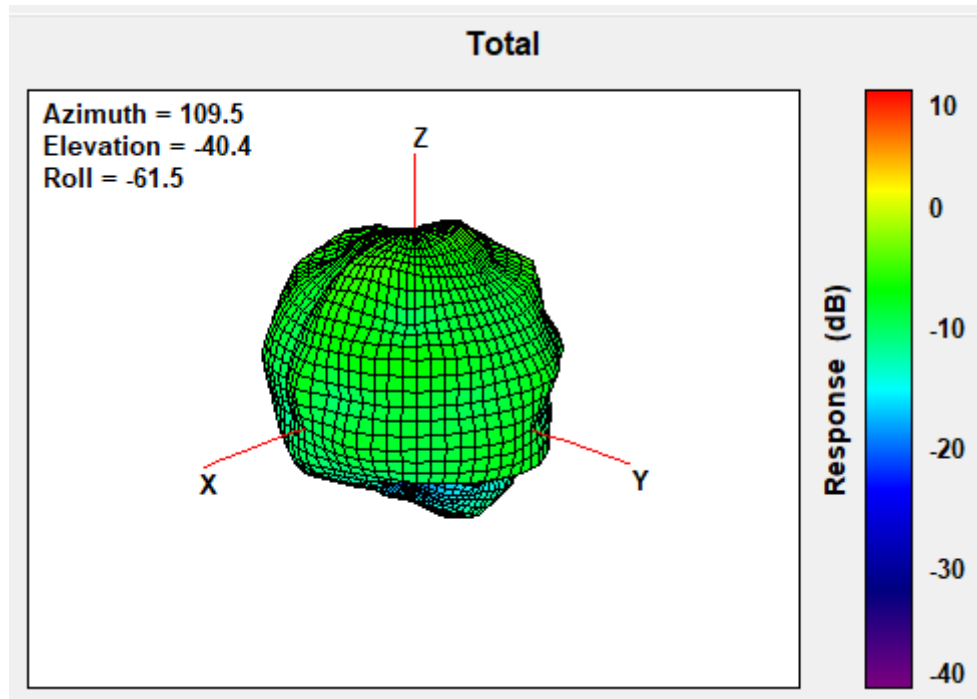 Total
Azimuth = 109.5
Elevation = -40.4
Roll = -61.5
Z
X
Y
Response (dB)
10
0
-10
-20
-30
-40